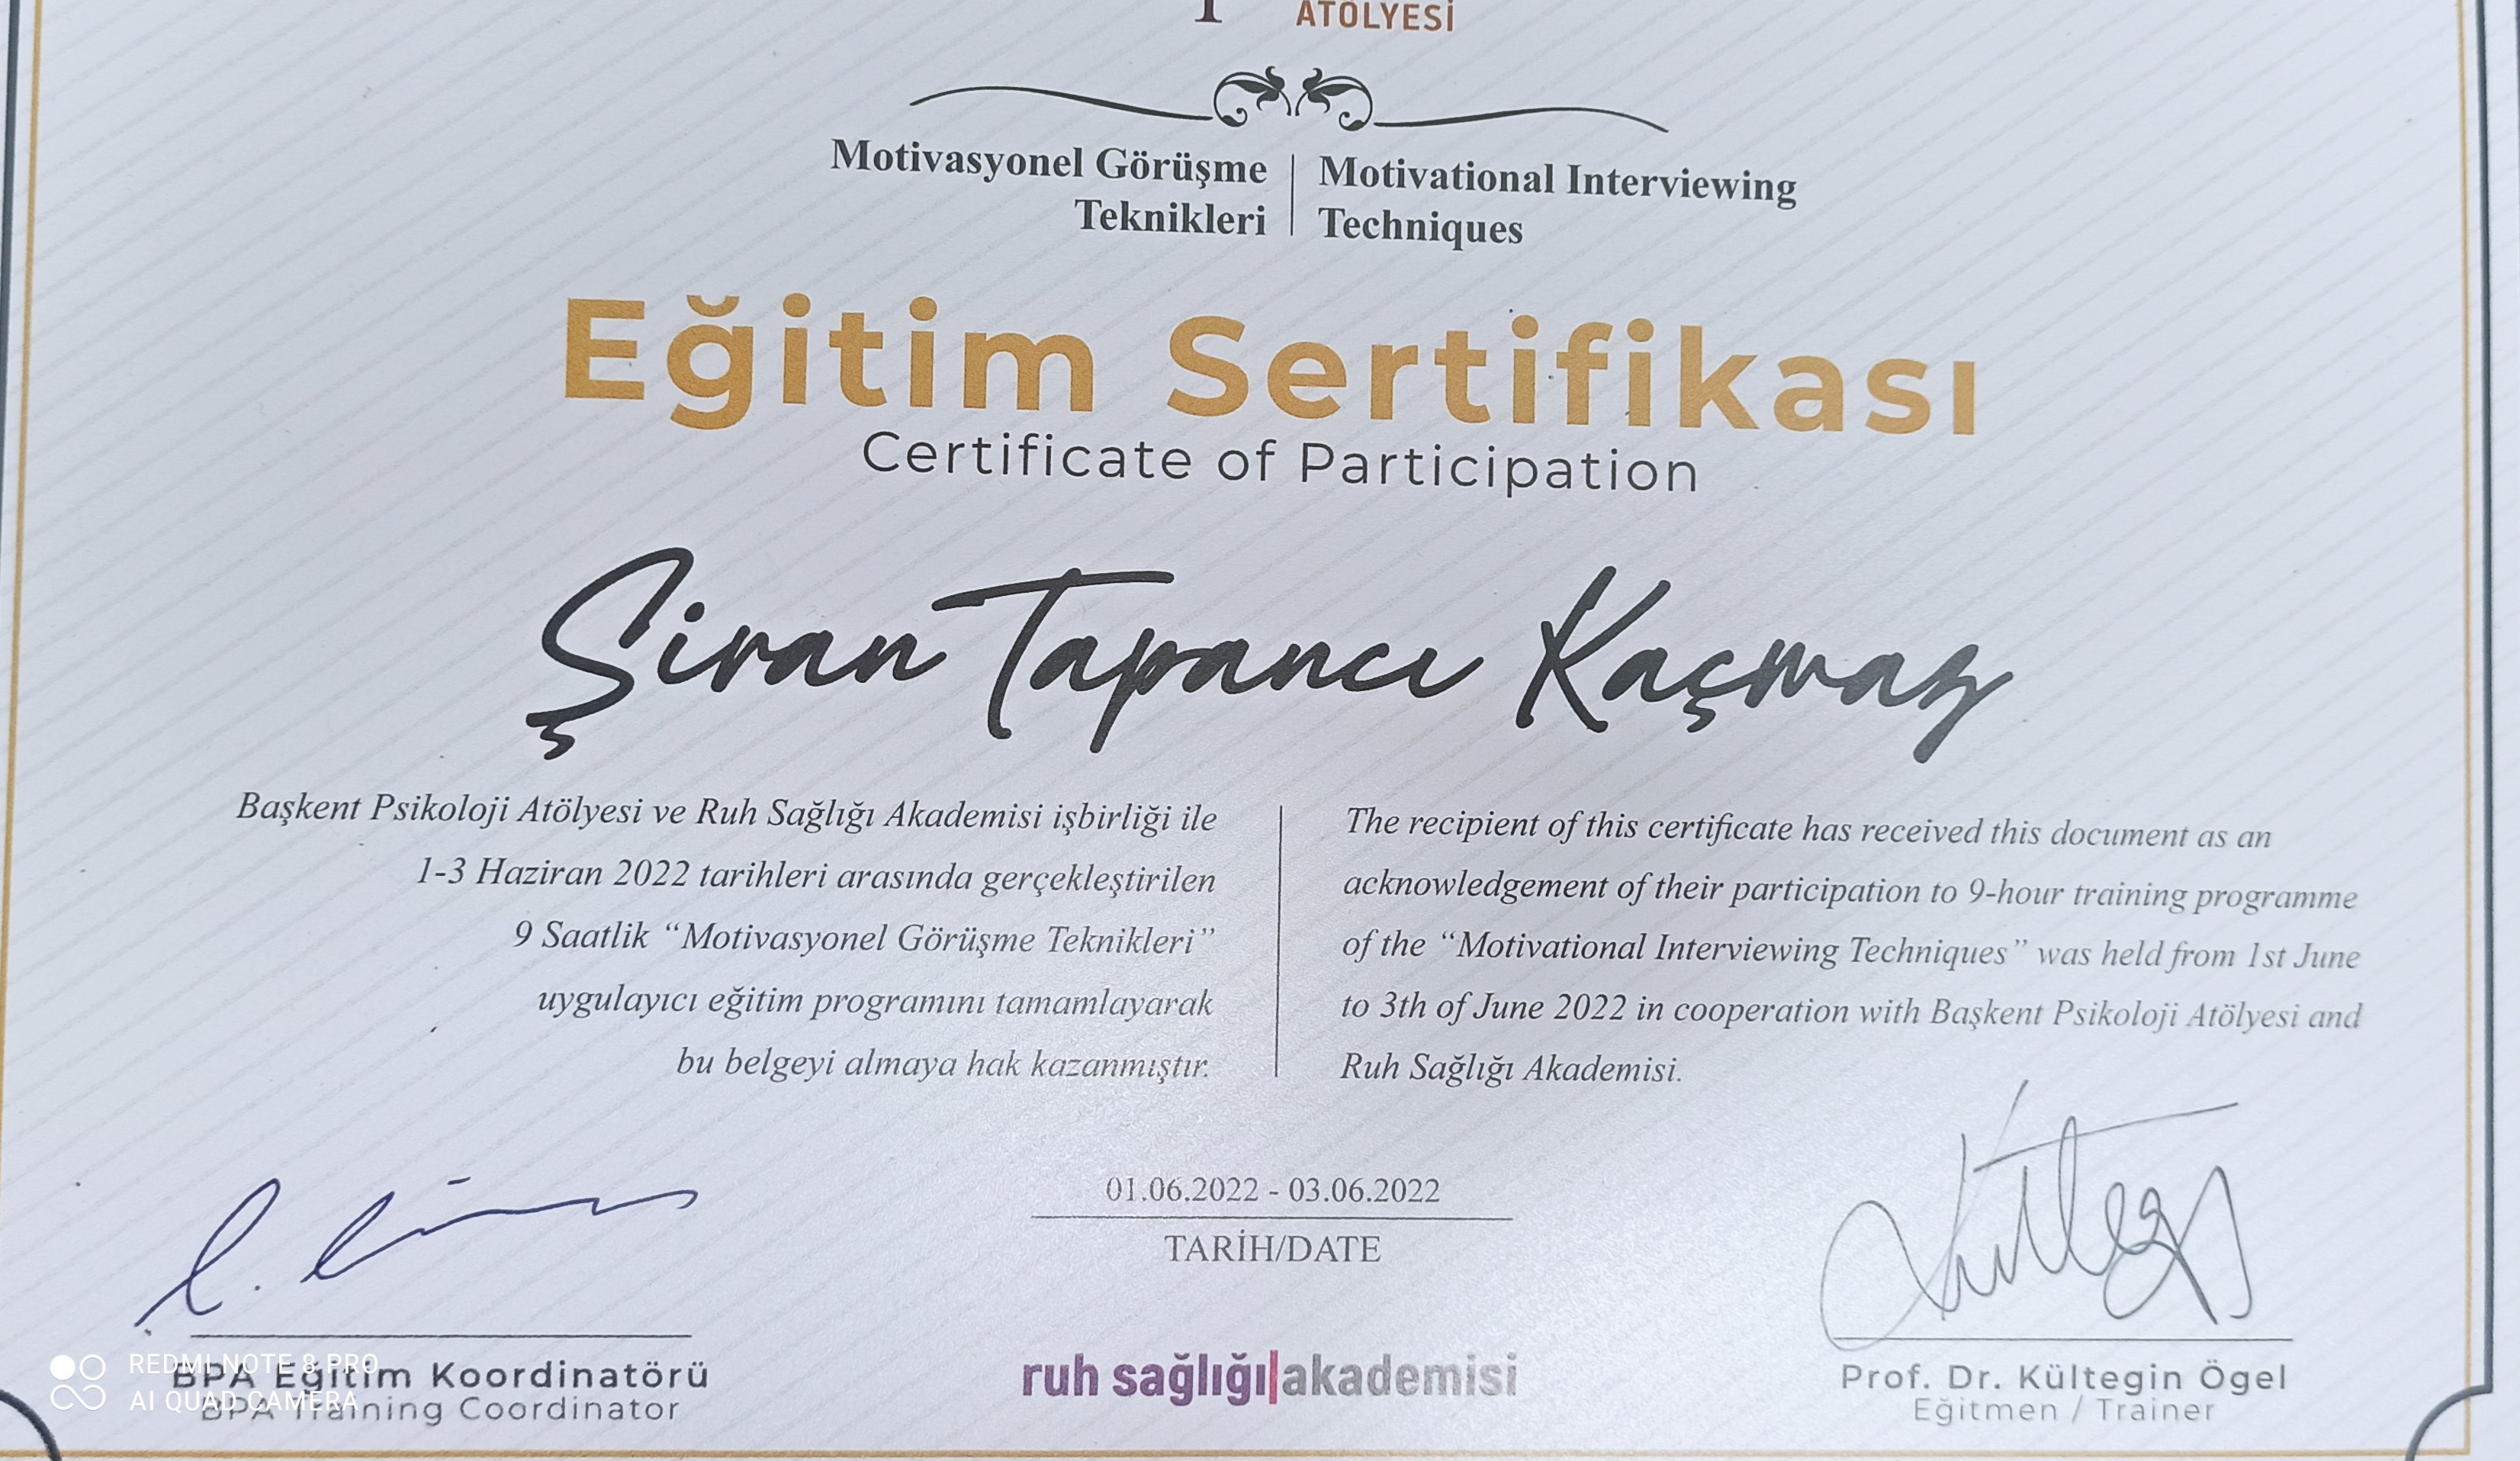 ATÖLYESİ
Motivasyonel Görüşme
Teknikleri
Motivational Interviewing
Techniques
Eğitim Sertifikası
Certificate of Participation
Şivan Tapancı Kaçmaz
Başkent Psikoloji Atölyesi ve Ruh Sağlığı Akademisi işbirliği ile
1-3 Haziran 2022 tarihleri arasında gerçekleştirilen
9 Saatlik “Motivasyonel Görüşme Teknikleri”
uygulayıcı eğitim programını tamamlayarak
bu belgeyi almaya hak kazanmıştır.
The recipient of this certificate has received this document as an
acknowledgement of their participation to 9-hour training programme
of the “Motivational Interviewing Techniques” was held from 1st June
to 3th of June 2022 in cooperation with Başkent Psikoloji Atölyesi and
Ruh Sağlığı Akademisi.
01.06.2022 - 03.06.2022
TARİH/DATE
BPA Eğitim Koordinatörü
BPA Training Coordinator
ruh sağlığı|akademisi
Prof. Dr. Kültegin Ögel
Eğitmen / Trainer
REDMI NOTE 8 PRO
AI QUAD CAMERA